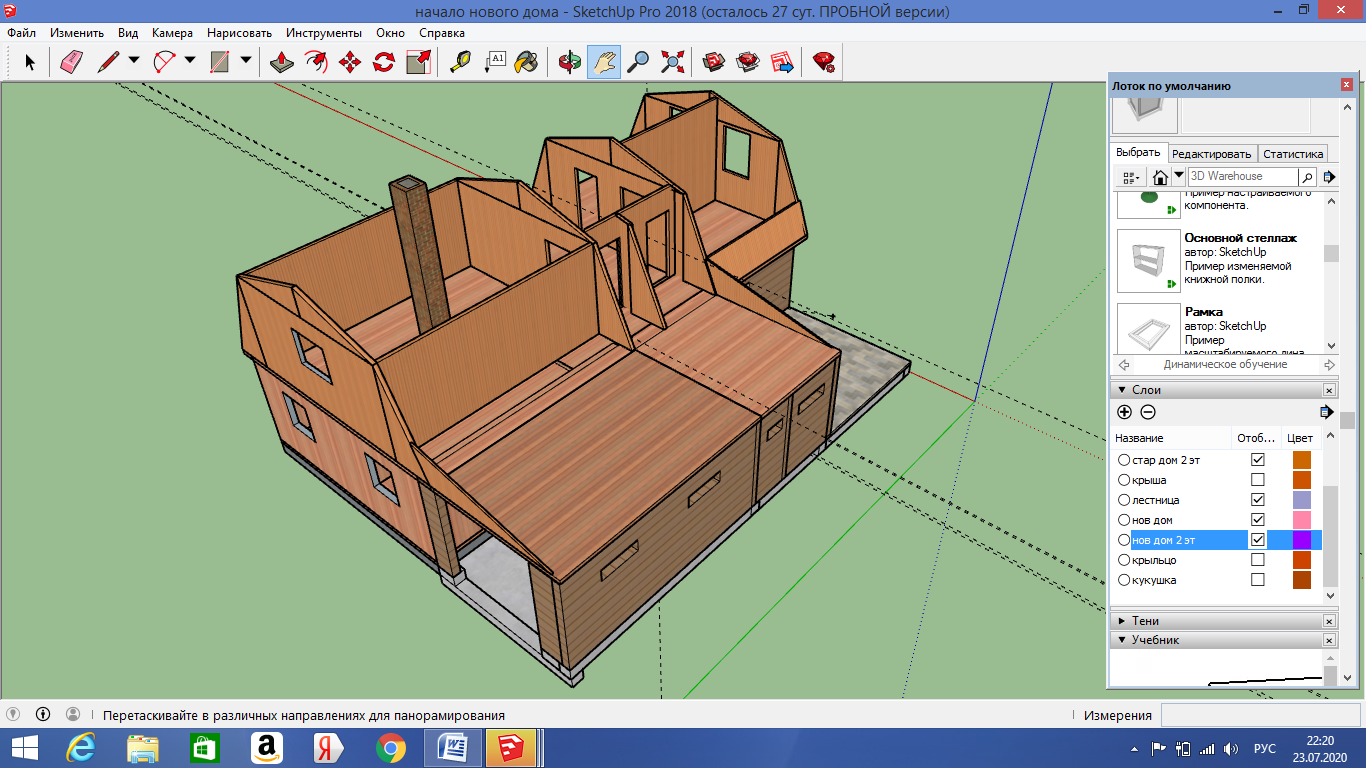 начало нового дома - SketchUp Pro 2018 (осталось 27 сут. ПРОБНОЙ версии)
Файл Изменить Вид Камера Нарисовать Инструменты Окно Справка
A1
Лоток по умолчанию
Выбрать Редактировать Статистика
3D Warehouse
Пример настраиваемого
компонента.
Основной стеллаж
автор: SketchUp
Пример изменяемой
книжной полки.
Рамка
автор: SketchUp
Пример
масштабируемого, дина
Динамическое обучение
Слои
Название Отоб... Цвет
стар дом 2 эт
крыша
лестница
нов дом
нов дом 2 эт
крыльцо
кукушка
Тени
Учебник
Перетаскивайте в различных направлениях для панорамирования
Измерения
РУС
22:20
23.07.2020